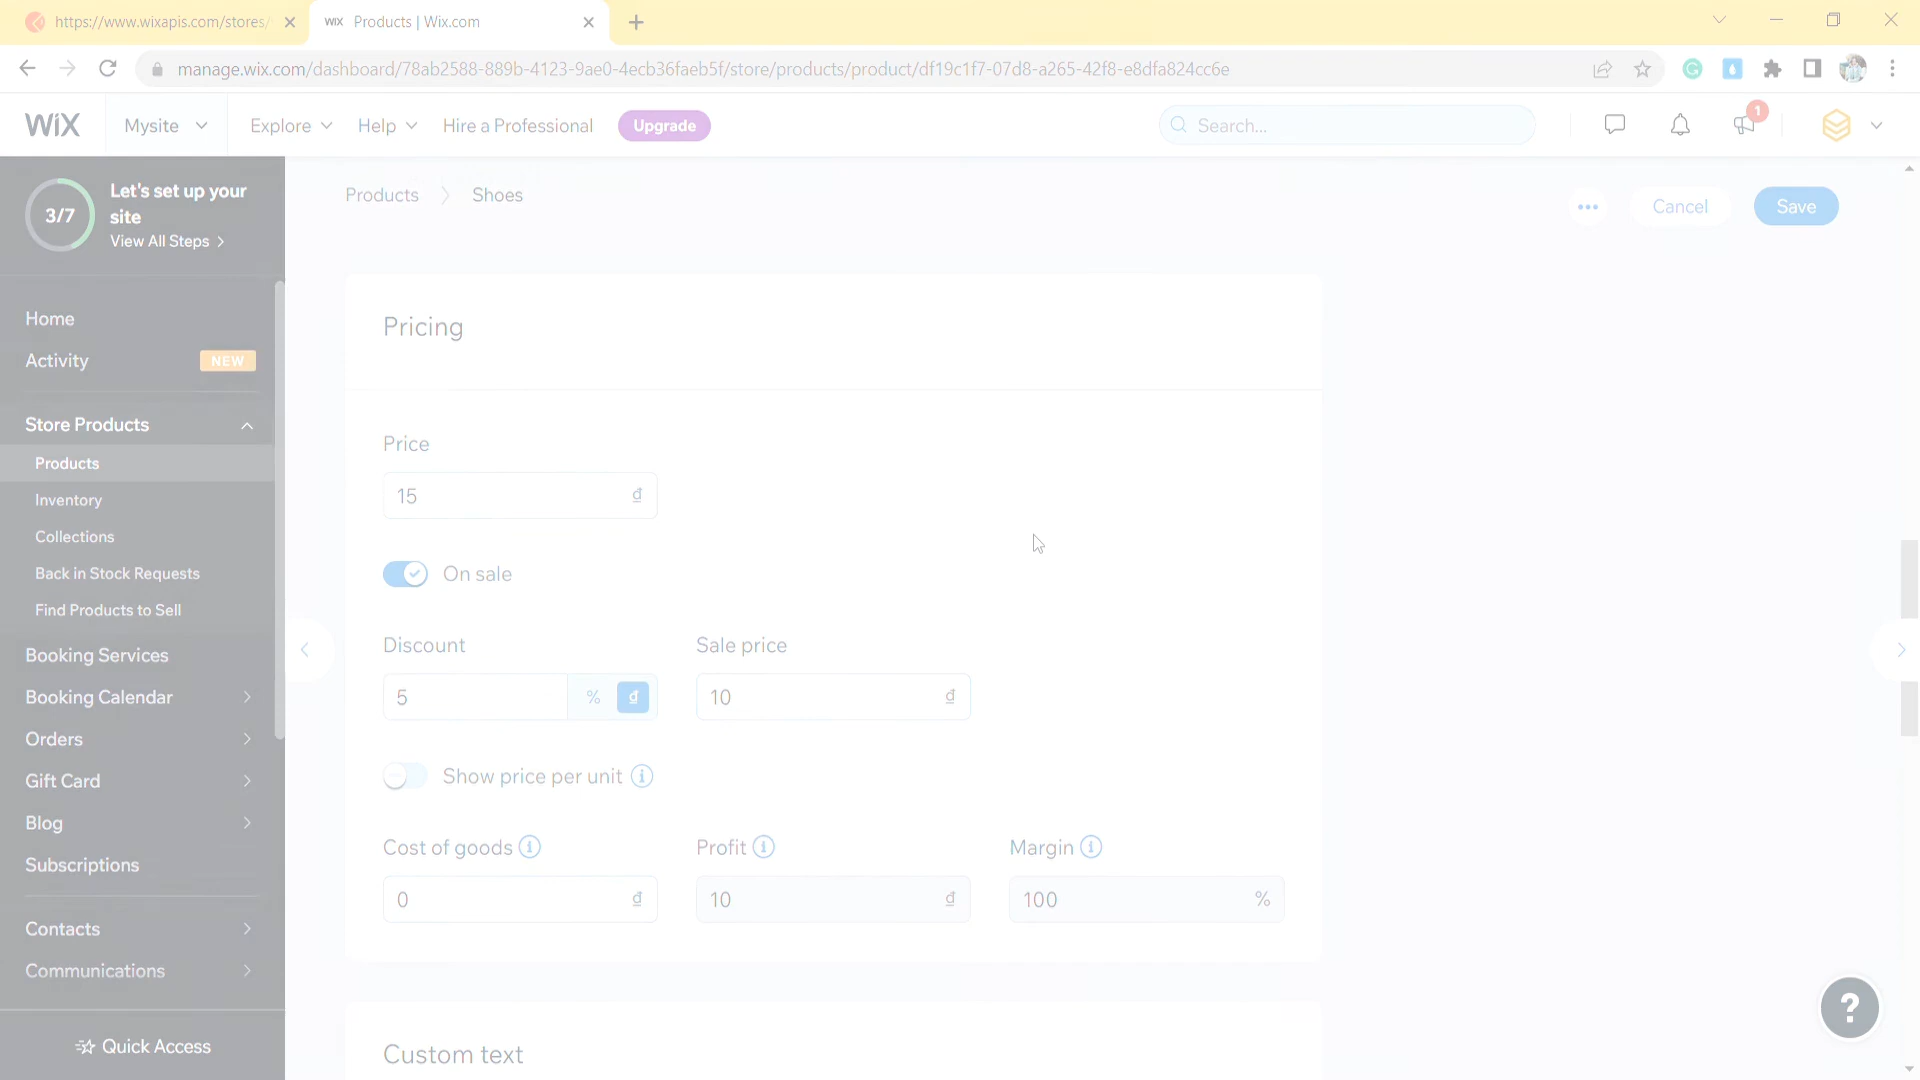 https://www.wixapis.com/stores/
WiX Products | Wix.com
manage.wix.com/dashboard/78ab2588-889b-4123-9ae0-4ecb36faeb5f/store/products/product/df19c1f7-07d8-a265-42f8-e8dfa824cc6e
WiX
Mysite
Explore
Help
Hire a Professional
Upgrade
Search...
1
3/7
Let's set up your
site
View All Steps
Home
Activity
NEW
Store Products
Products
Inventory
Collections
Back in Stock Requests
Find Products to Sell
Booking Services
Booking Calendar
Orders
Gift Card
Blog
Subscriptions
Contacts
Communications
Quick Access
Products > Shoes
Cancel
Save
Pricing
Price
15 ₫
On sale
Discount
Sale price
5 % ₫
10 ₫
Show price per unit i
Cost of goods i
Profit i
Margin i
0 ₫
10 ₫
100 %
Custom text
?